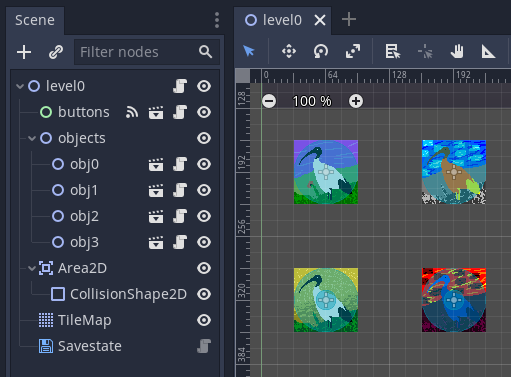 Scene
level0
Filter nodes
level0
buttons
objects
obj0
obj1
obj2
obj3
Area2D
CollisionShape2D
TileMap
Savestate
0 64 128 192
100 %
128
192
256
320
384